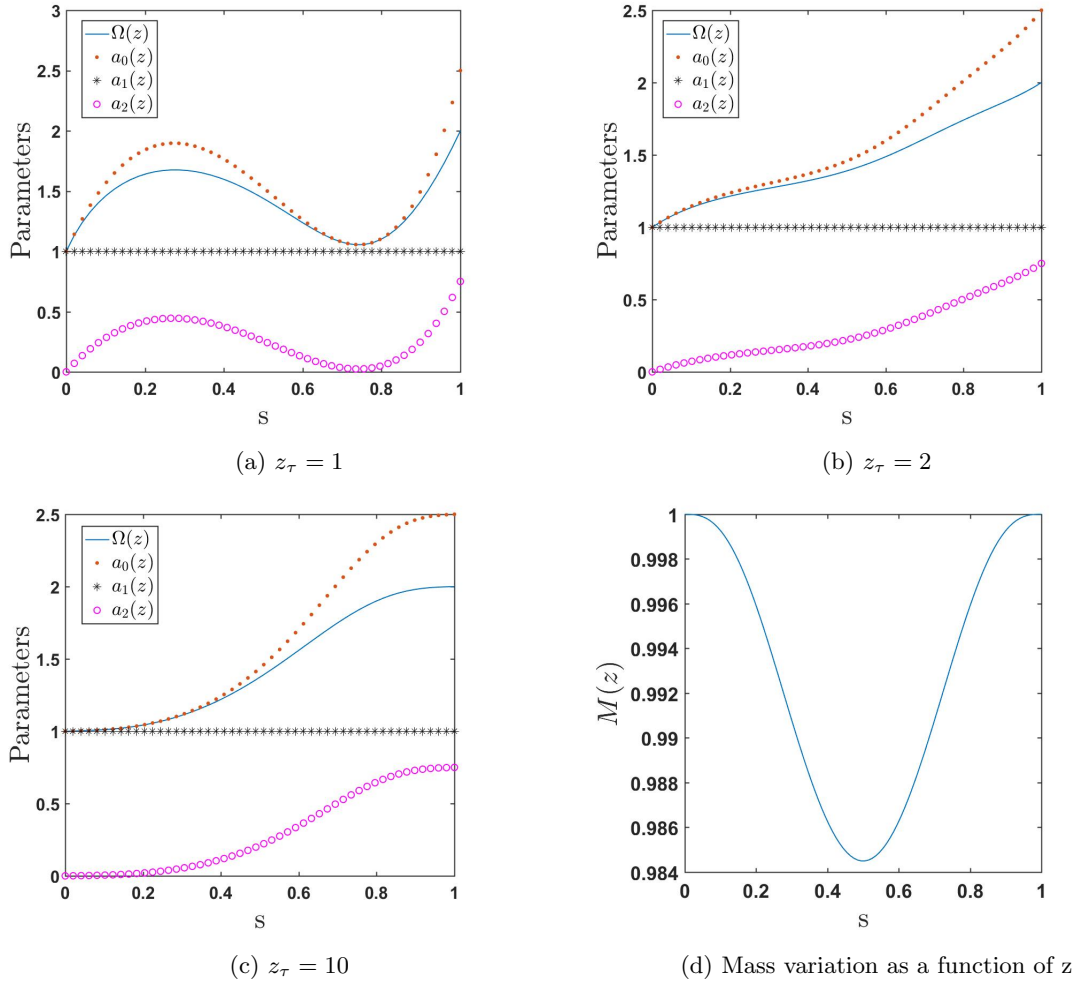 3
2.5
2
1.5
1
0.5
0
Parameters
Ω(z)
a₀(z)
a₁(z)
a₂(z)
0 0.2 0.4 0.6 0.8 1
s
(a) z_τ = 1
2.5
2
1.5
1
0.5
0
Parameters
Ω(z)
a₀(z)
a₁(z)
a₂(z)
0 0.2 0.4 0.6 0.8 1
s
(b) z_τ = 2
2.5
2
1.5
1
0.5
0
Parameters
Ω(z)
a₀(z)
a₁(z)
a₂(z)
0 0.2 0.4 0.6 0.8 1
s
(c) z_τ = 10
1
0.998
0.996
0.994
0.992
0.99
0.988
0.986
0.984
M(z)
0 0.2 0.4 0.6 0.8 1
s
(d) Mass variation as a function of z